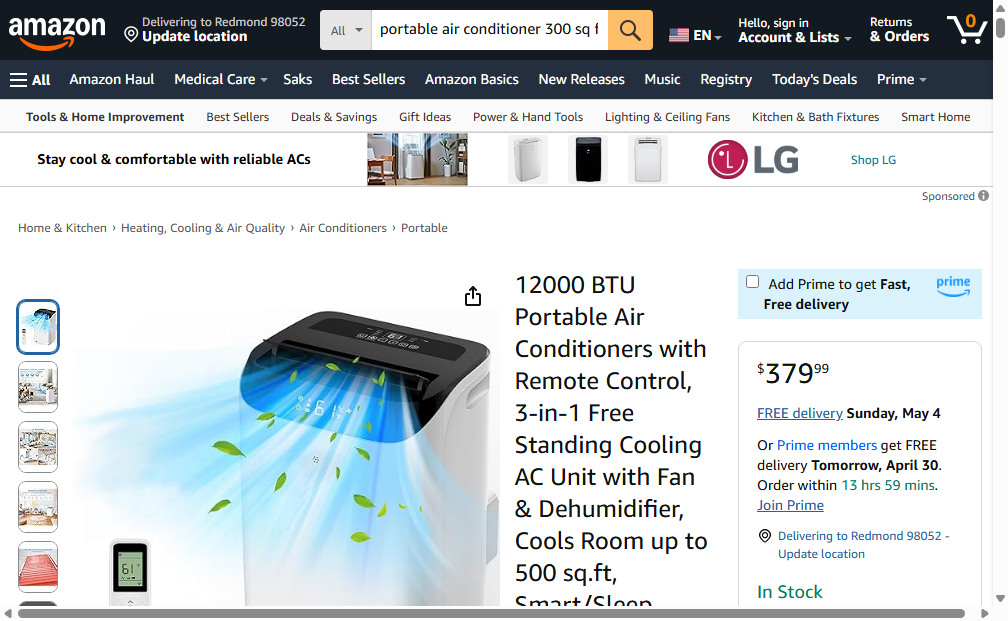 amazon
Delivering to Redmond 98052
Update location
All
portable air conditioner 300 sq f
EN
Hello, sign in
Account & Lists
Returns
& Orders
0
All
Amazon Haul
Medical Care
Saks
Best Sellers
Amazon Basics
New Releases
Music
Registry
Today's Deals
Prime
Tools & Home Improvement
Best Sellers
Deals & Savings
Gift Ideas
Power & Hand Tools
Lighting & Ceiling Fans
Kitchen & Bath Fixtures
Smart Home
Stay cool & comfortable with reliable ACs
LG
Shop LG
Sponsored
Home & Kitchen › Heating, Cooling & Air Quality › Air Conditioners › Portable
61
61
12000 BTU
Portable Air
Conditioners with
Remote Control,
3-in-1 Free
Standing Cooling
AC Unit with Fan
& Dehumidifier,
Cools Room up to
500 sq.ft,
Smart/Sleep
Add Prime to get Fast,
Free delivery
prime
$379 99
FREE delivery Sunday, May 4
Or Prime members get FREE
delivery Tomorrow, April 30.
Order within 13 hrs 59 mins.
Join Prime
Delivering to Redmond 98052 -
Update location
In Stock